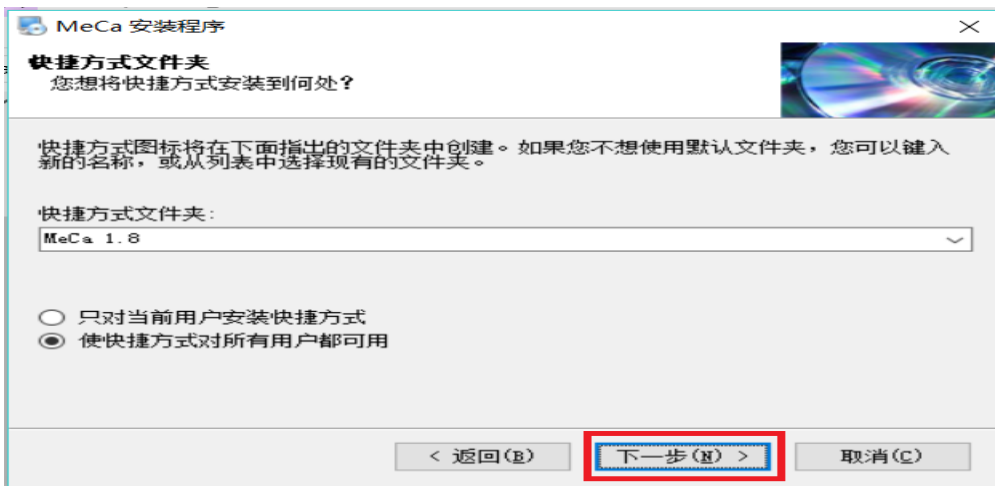 MeCa 安装程序
快捷方式文件夹
您想将快捷方式安装到何处?
快捷方式图标将在下面指出的文件夹中创建。如果您不想使用默认文件夹，您可以键入
新的名称，或从列表中选择现有的文件夹。
快捷方式文件夹:
MeCa 1.8
只对当前用户安装快捷方式
使快捷方式对所有用户都可用
< 返回(B)
下一步(N) >
取消(C)